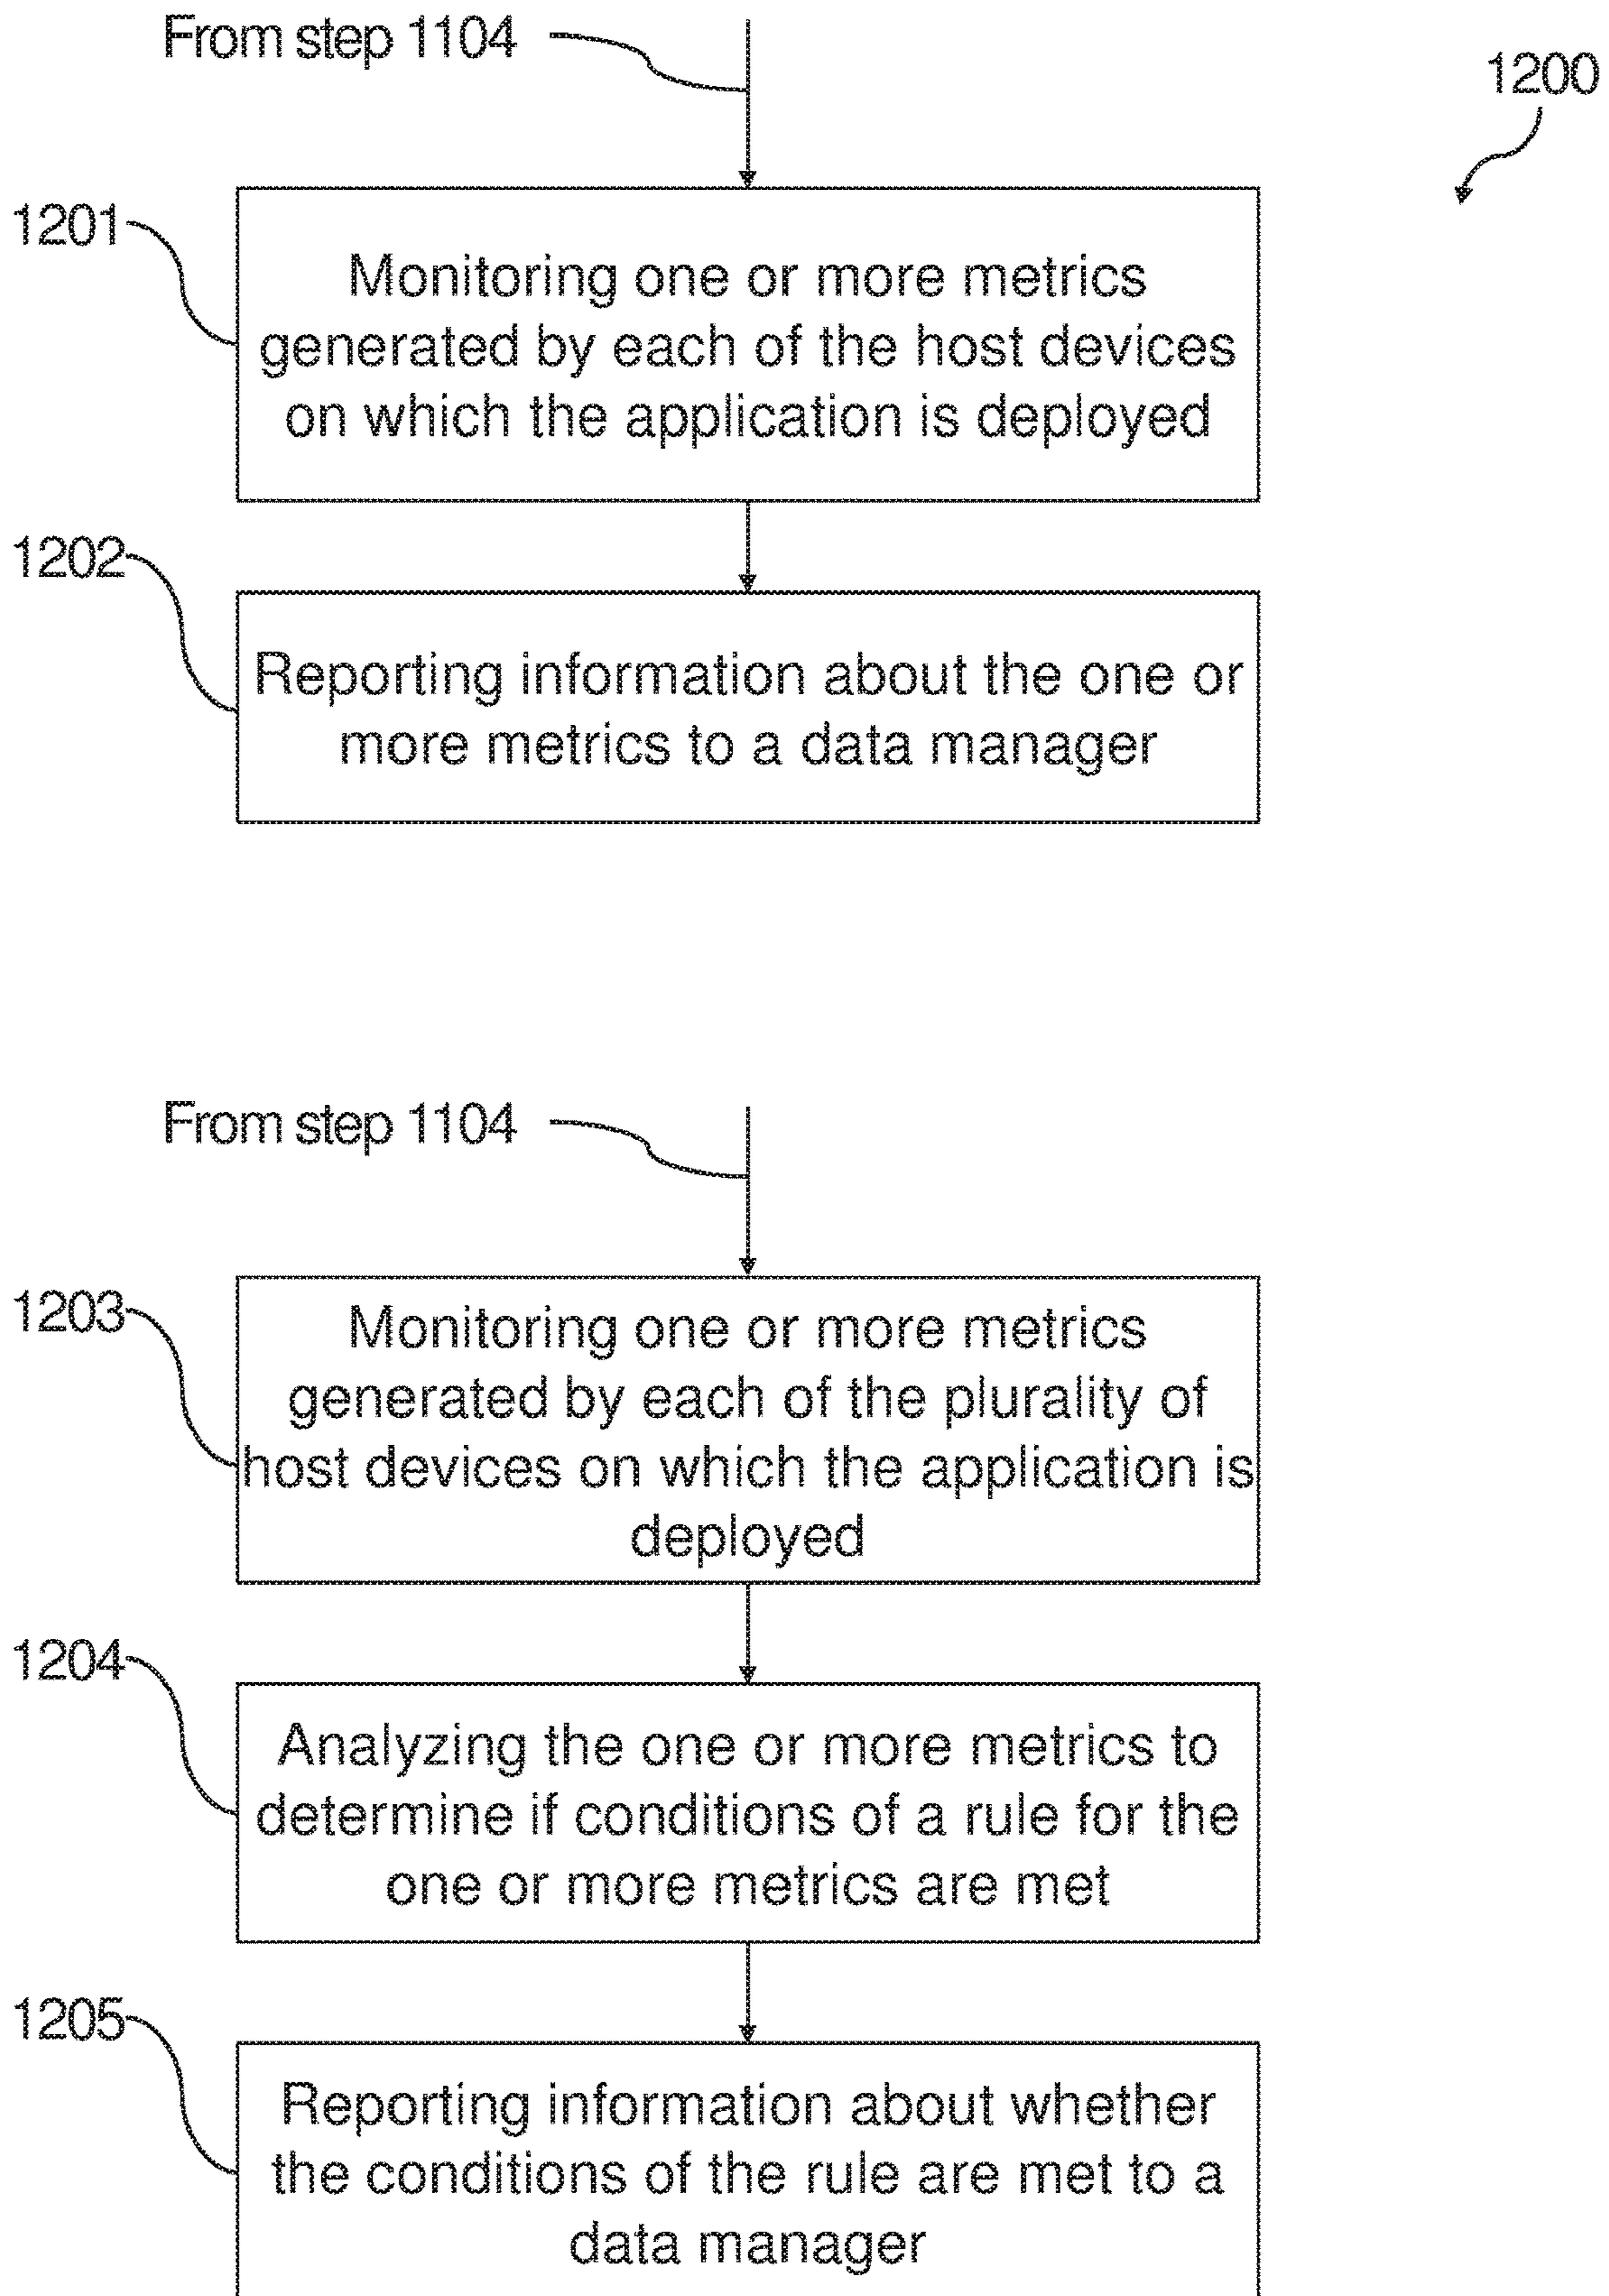 From step 1104
1200
1201
Monitoring one or more metrics
generated by each of the host devices
on which the application is deployed
1202
Reporting information about the one or
more metrics to a data manager
From step 1104
1203
Monitoring one or more metrics
generated by each of the plurality of
host devices on which the application is
deployed
1204
Analyzing the one or more metrics to
determine if conditions of a rule for the
one or more metrics are met
1205
Reporting information about whether
the conditions of the rule are met to a
data manager